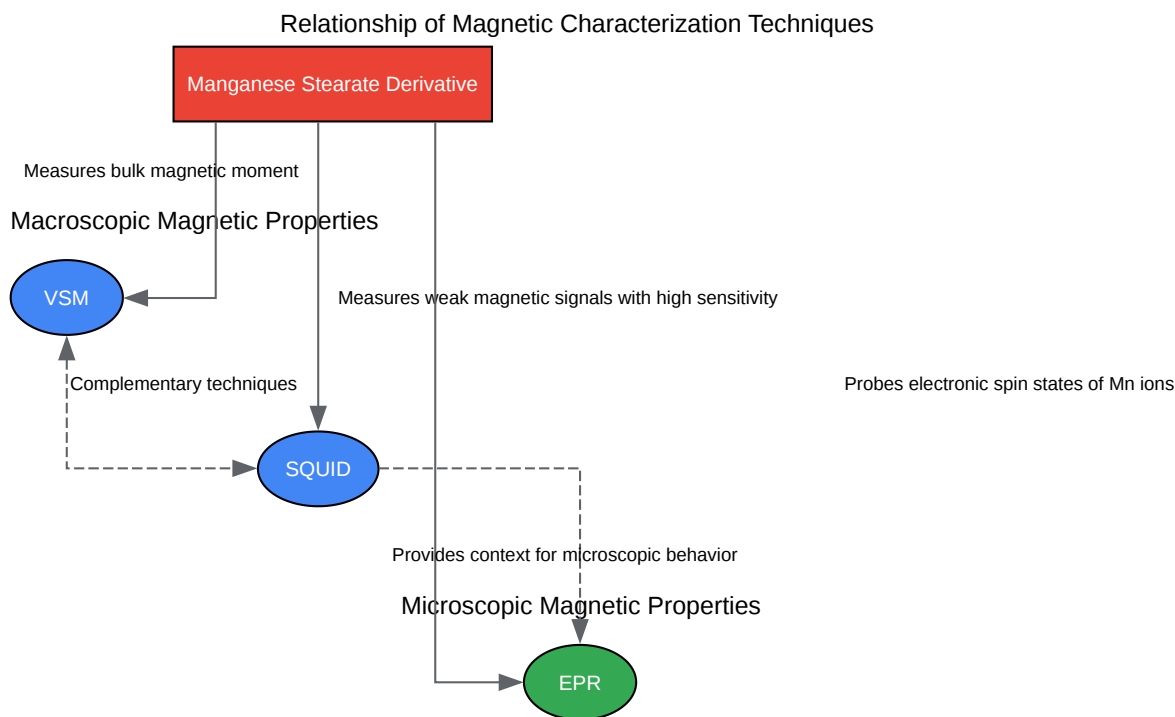 Relationship of Magnetic Characterization Techniques
Manganese Stearate Derivative
Measures bulk magnetic moment
Macroscopic Magnetic Properties
VSM
Measures weak magnetic signals with high sensitivity
Complementary techniques
Probes electronic spin states of Mn ions
SQUID
Provides context for microscopic behavior
Microscopic Magnetic Properties
EPR